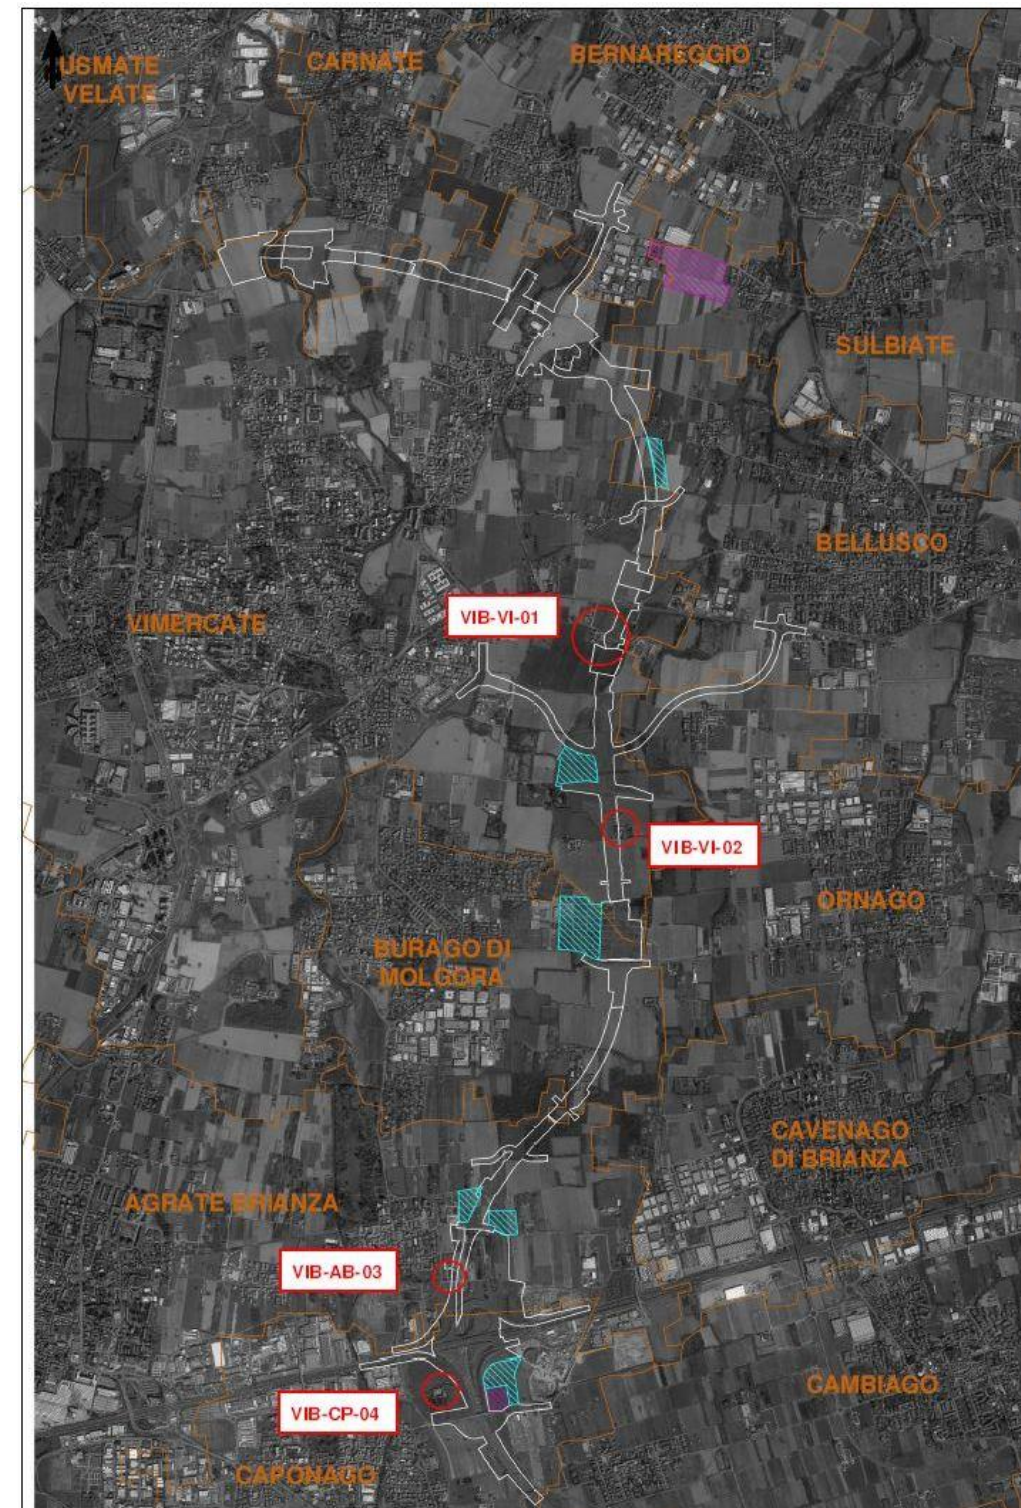 USMATE
VELATE
CARNATE
BERNAREGGIO
SULBIATE
BELLUSCO
VIB-VI-01
VIMERCATE
VIB-VI-02
ORNAGO
BURAGO DI
MOLGORA
CAVENAGO
DI BRIANZA
AGRATE BRIANZA
VIB-AB-03
CAMBIAGO
VIB-CP-04
CAPONAGO